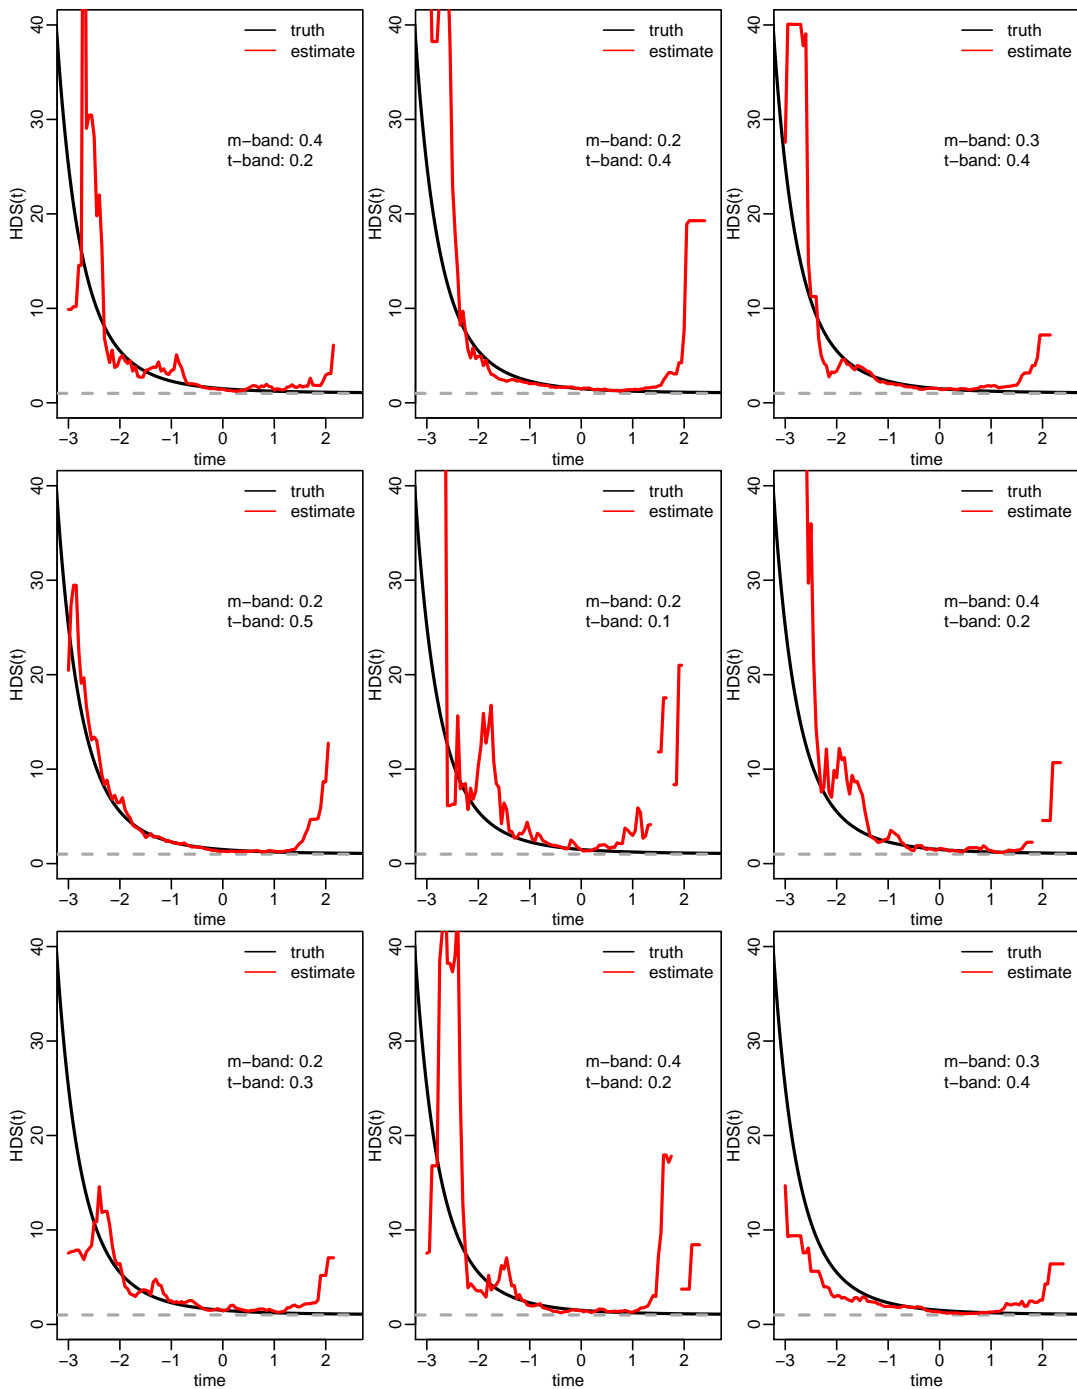 truth
estimate
m−band: 0.4
t−band: 0.2
HDS(t)
0 10 20 30 40
−3 −2 −1 0 1 2
time
truth
estimate
m−band: 0.2
t−band: 0.4
HDS(t)
0 10 20 30 40
−3 −2 −1 0 1 2
time
truth
estimate
m−band: 0.3
t−band: 0.4
HDS(t)
0 10 20 30 40
−3 −2 −1 0 1 2
time
truth
estimate
m−band: 0.2
t−band: 0.5
HDS(t)
0 10 20 30 40
−3 −2 −1 0 1 2
time
truth
estimate
m−band: 0.2
t−band: 0.1
HDS(t)
0 10 20 30 40
−3 −2 −1 0 1 2
time
truth
estimate
m−band: 0.4
t−band: 0.2
HDS(t)
0 10 20 30 40
−3 −2 −1 0 1 2
time
truth
estimate
m−band: 0.2
t−band: 0.3
HDS(t)
0 10 20 30 40
−3 −2 −1 0 1 2
time
truth
estimate
m−band: 0.4
t−band: 0.2
HDS(t)
0 10 20 30 40
−3 −2 −1 0 1 2
time
truth
estimate
m−band: 0.3
t−band: 0.4
HDS(t)
0 10 20 30 40
−3 −2 −1 0 1 2
time